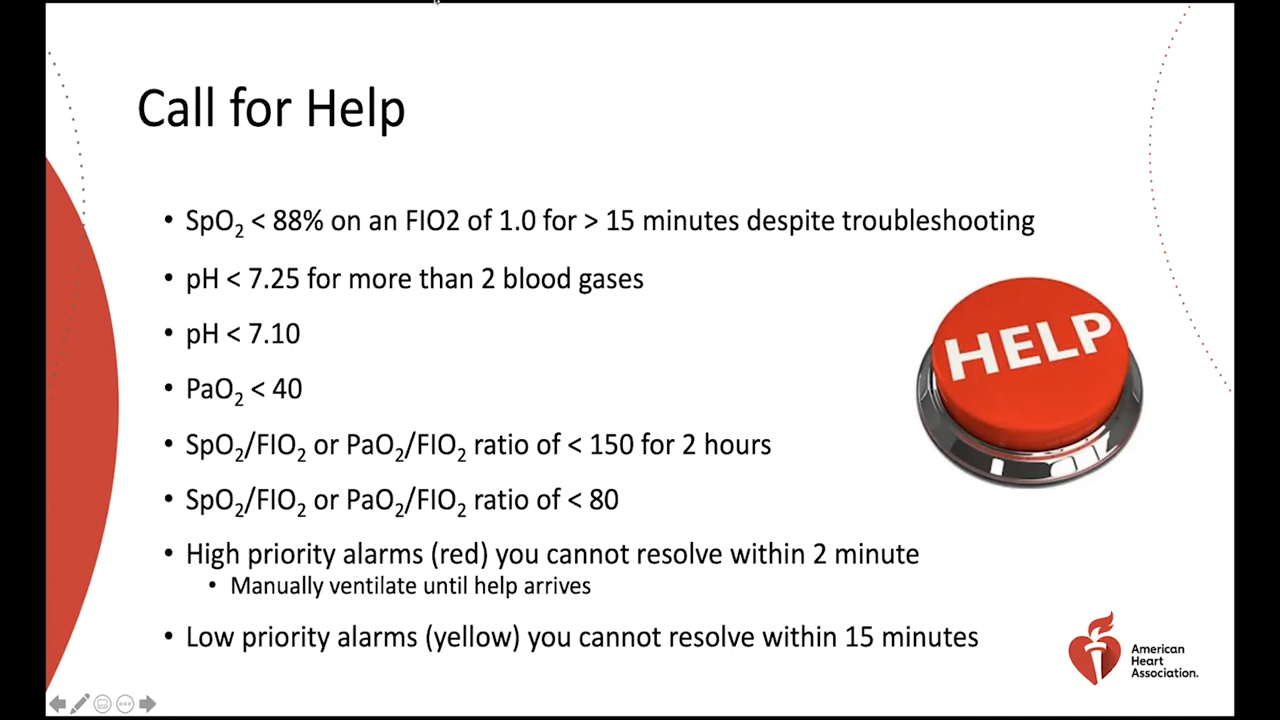 Call for Help
• SpO₂ < 88% on an FIO2 of 1.0 for > 15 minutes despite troubleshooting
• pH < 7.25 for more than 2 blood gases
• pH < 7.10
• PaO₂ < 40
• SpO₂/FIO₂ or PaO₂/FIO₂ ratio of < 150 for 2 hours
• SpO₂/FIO₂ or PaO₂/FIO₂ ratio of < 80
• High priority alarms (red) you cannot resolve within 2 minute
• Manually ventilate until help arrives
• Low priority alarms (yellow) you cannot resolve within 15 minutes
HELP
American
Heart
Association.